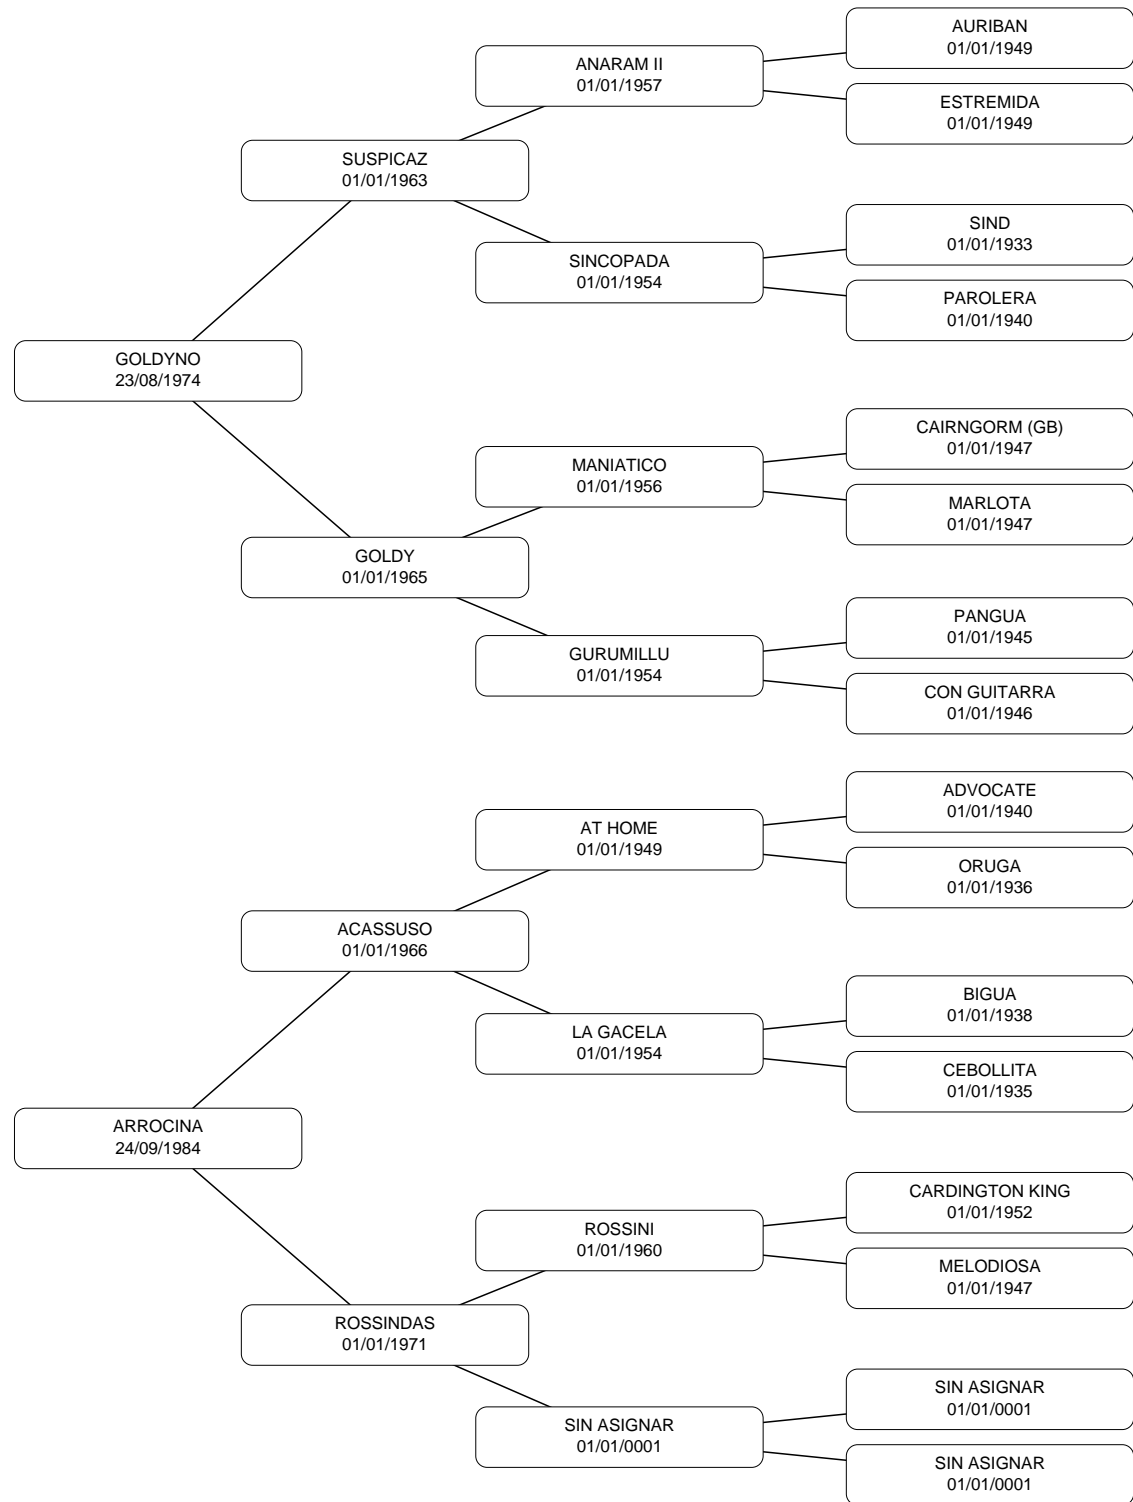 AURIBAN
01/01/1949
ANARAM II
01/01/1957
ESTREMIDA
01/01/1949
SUSPICAZ
01/01/1963
SIND
01/01/1933
SINCOPADA
01/01/1954
PAROLERA
01/01/1940
GOLDYNO
23/08/1974
CAIRNGORM (GB)
01/01/1947
MANIATICO
01/01/1956
MARLOTA
01/01/1947
GOLDY
01/01/1965
PANGUA
01/01/1945
GURUMILLU
01/01/1954
CON GUITARRA
01/01/1946
ADVOCATE
01/01/1940
AT HOME
01/01/1949
ORUGA
01/01/1936
ACASSUSO
01/01/1966
BIGUA
01/01/1938
LA GACELA
01/01/1954
CEBOLLITA
01/01/1935
ARROCINA
24/09/1984
CARDINGTON KING
01/01/1952
ROSSINI
01/01/1960
MELODIOSA
01/01/1947
ROSSINDAS
01/01/1971
SIN ASIGNAR
01/01/0001
SIN ASIGNAR
01/01/0001
SIN ASIGNAR
01/01/0001